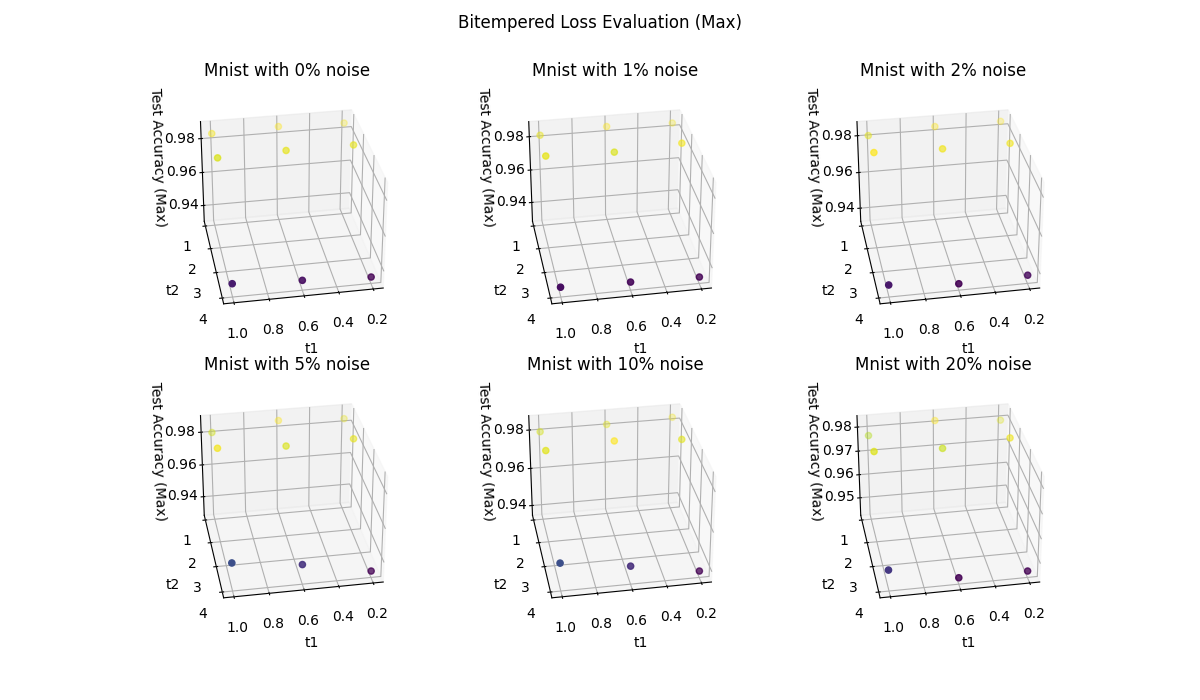 Bitempered Loss Evaluation (Max)
Mnist with 0% noise
Test Accuracy (Max)
0.98
0.96
0.94
1
2
3
4
t2
1.0 0.8 0.6 0.4 0.2
t1
Mnist with 1% noise
Test Accuracy (Max)
0.98
0.96
0.94
1
2
3
4
t2
1.0 0.8 0.6 0.4 0.2
t1
Mnist with 2% noise
Test Accuracy (Max)
0.98
0.96
0.94
1
2
3
4
t2
1.0 0.8 0.6 0.4 0.2
t1
Mnist with 5% noise
Test Accuracy (Max)
0.98
0.96
0.94
1
2
3
4
t2
1.0 0.8 0.6 0.4 0.2
t1
Mnist with 10% noise
Test Accuracy (Max)
0.98
0.96
0.94
1
2
3
4
t2
1.0 0.8 0.6 0.4 0.2
t1
Mnist with 20% noise
Test Accuracy (Max)
0.98
0.97
0.96
0.95
1
2
3
4
t2
1.0 0.8 0.6 0.4 0.2
t1